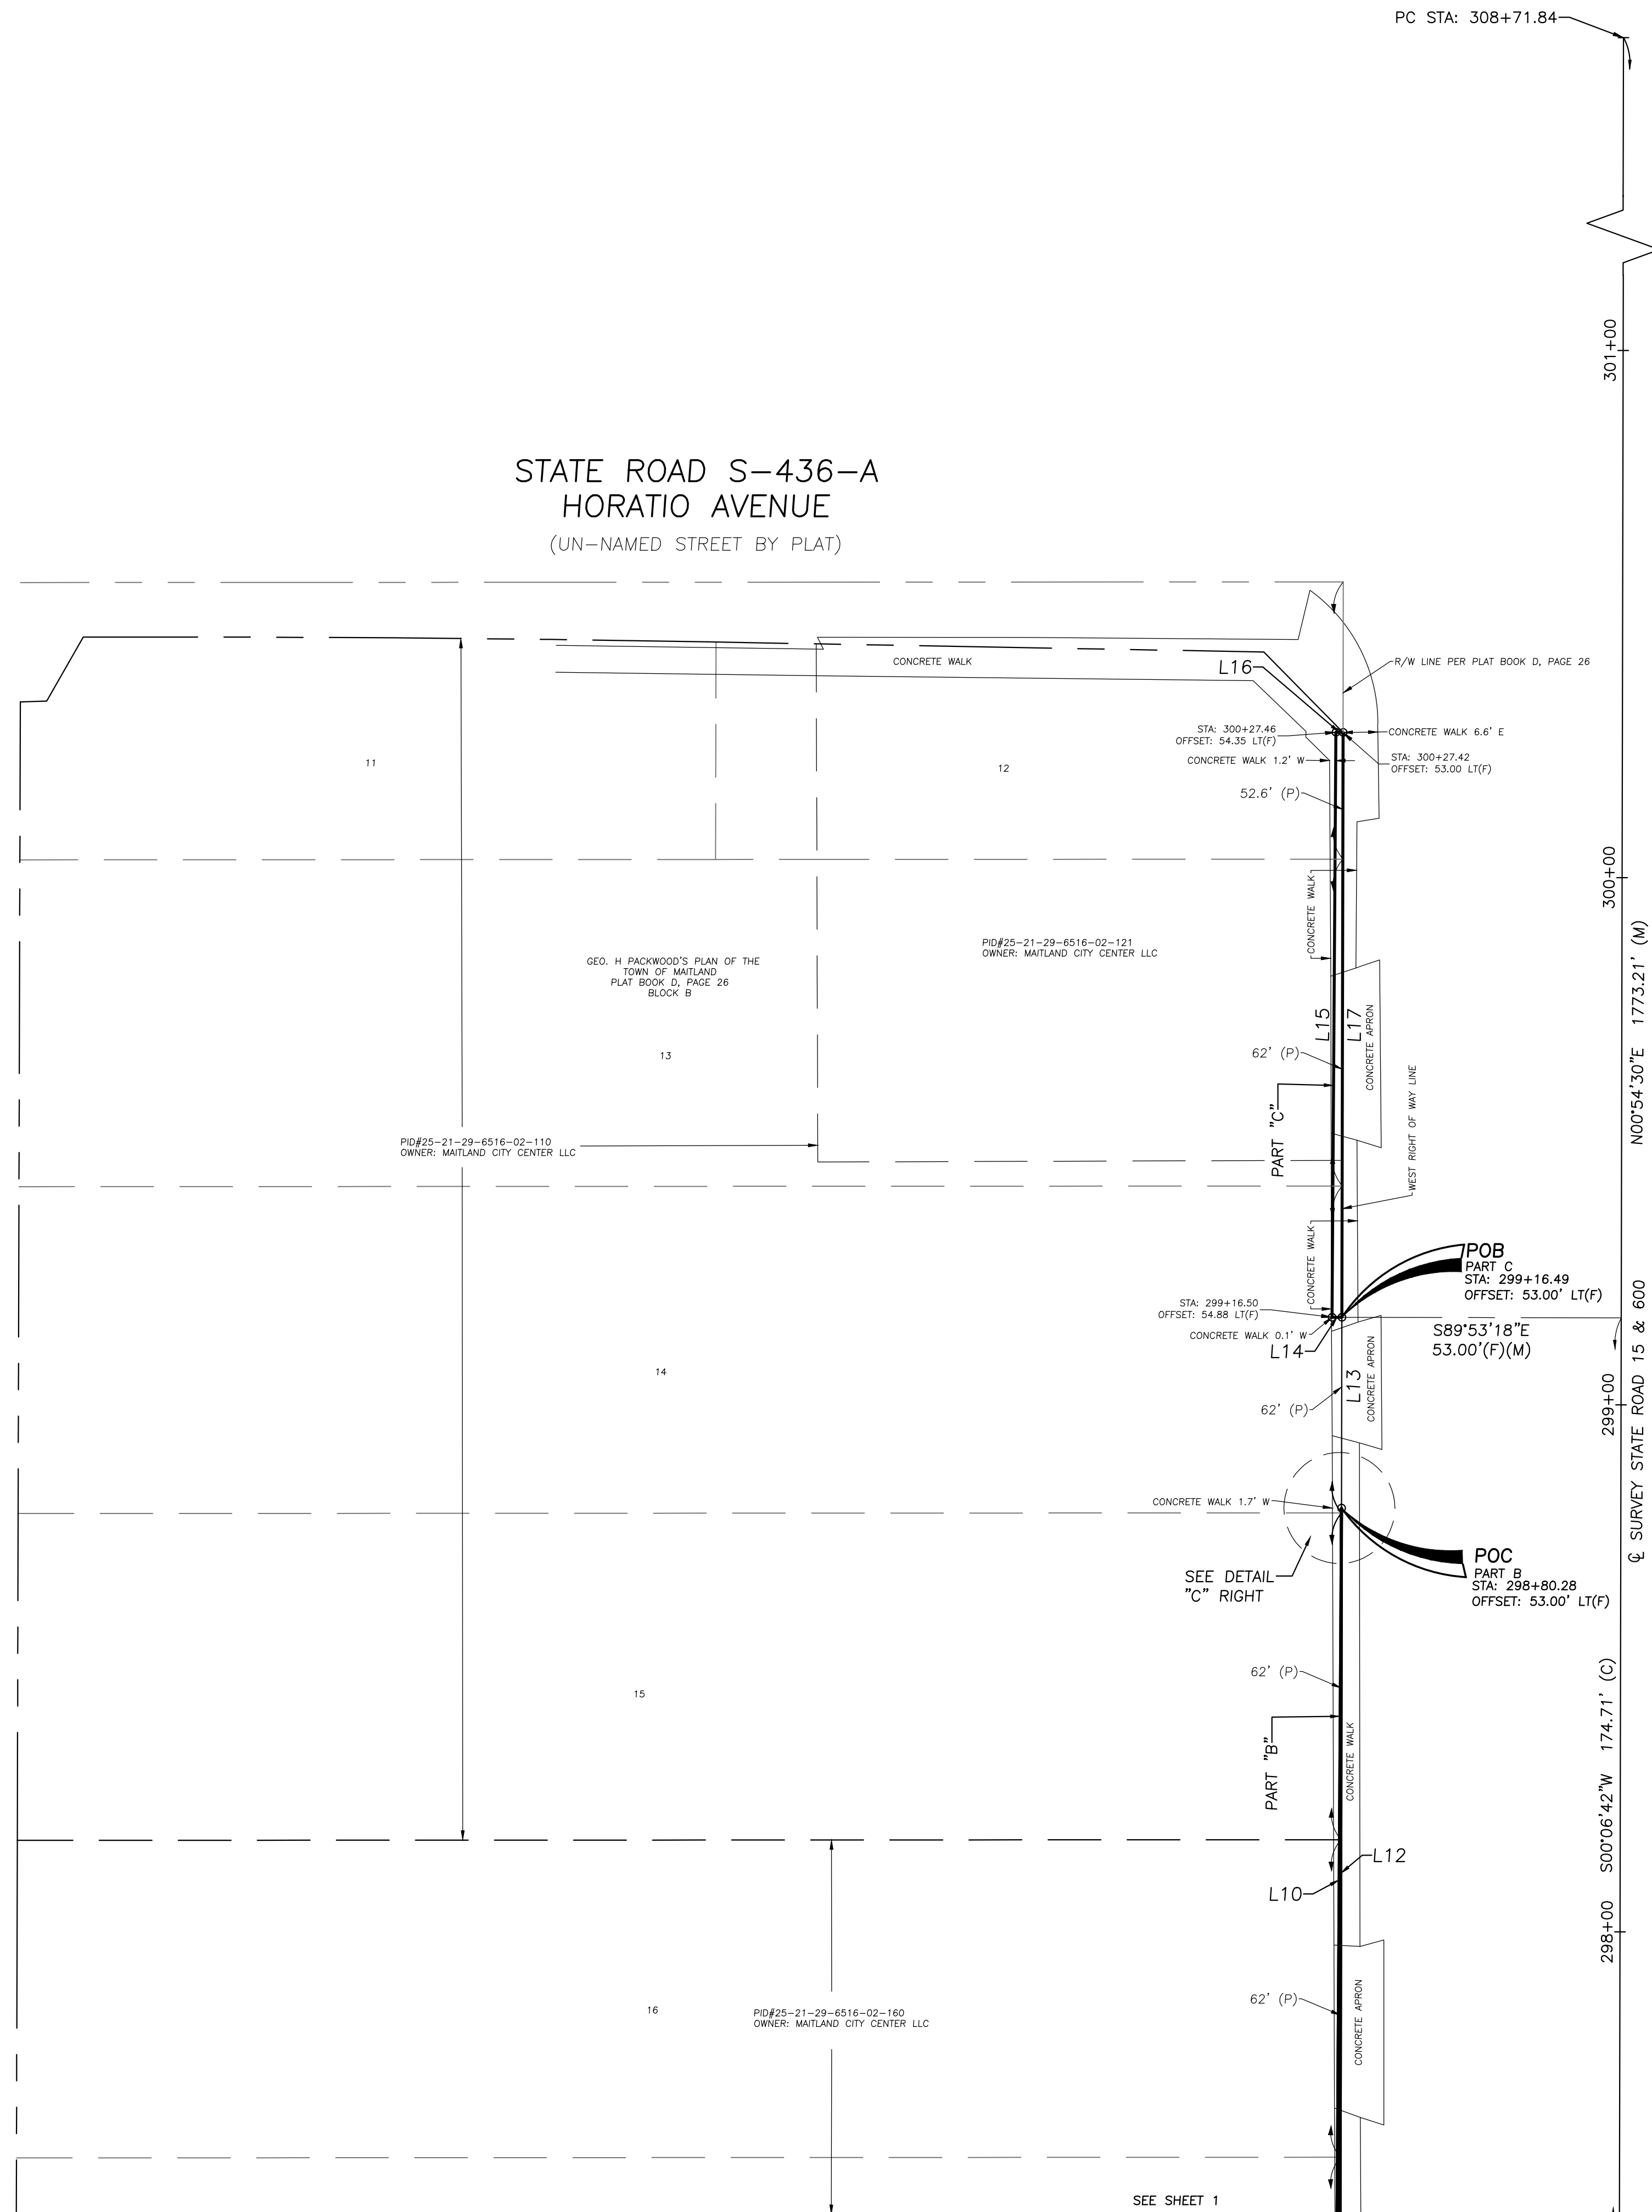 PC STA: 308+71.84
301+00
STATE ROAD S-436-A
HORATIO AVENUE
(UN-NAMED STREET BY PLAT)
CONCRETE WALK
L16
R/W LINE PER PLAT BOOK D, PAGE 26
STA: 300+27.46
OFFSET: 54.35 LT(F)
CONCRETE WALK 6.6' E
CONCRETE WALK 1.2' W
STA: 300+27.42
OFFSET: 53.00 LT(F)
11
12
52.6' (P)
300+00
CONCRETE WALK
PID#25-21-29-6516-02-121
OWNER: MAITLAND CITY CENTER LLC
GEO. H PACKWOOD'S PLAN OF THE
TOWN OF MAITLAND
PLAT BOOK D, PAGE 26
BLOCK B
N00°54'30"E 1773.21' (M)
L15
L17
CONCRETE APRON
13
62' (P)
PART "C"
WEST RIGHT OF WAY LINE
PID#25-21-29-6516-02-110
OWNER: MAITLAND CITY CENTER LLC
CONCRETE WALK
POB
PART C
STA: 299+16.49
OFFSET: 53.00' LT(F)
STA: 299+16.50
OFFSET: 54.88 LT(F)
CONCRETE WALK 0.1' W
L14
S89°53'18"E
53.00'(F)(M)
14
L13
CONCRETE APRON
62' (P)
299+00
℄ SURVEY STATE ROAD 15 & 600
CONCRETE WALK 1.7' W
SEE DETAIL
"C" RIGHT
POC
PART B
STA: 298+80.28
OFFSET: 53.00' LT(F)
62' (P)
15
PART "B"
CONCRETE WALK
S00°06'42"W 174.71' (C)
L12
L10
298+00
16
PID#25-21-29-6516-02-160
OWNER: MAITLAND CITY CENTER LLC
62' (P)
CONCRETE APRON
SEE SHEET 1